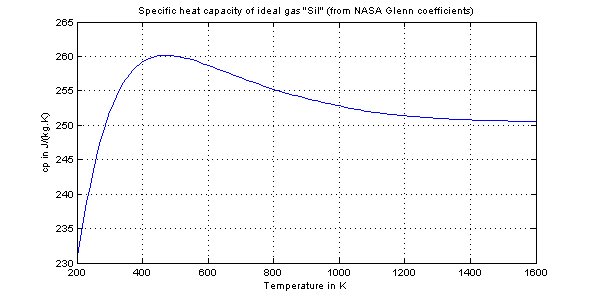 Specific heat capacity of ideal gas "SiI" (from NASA Glenn coefficients)
265
260
255
250
245
240
235
230
cp in J/(kg.K)
200 400 600 800 1000 1200 1400 1600
Temperature in K